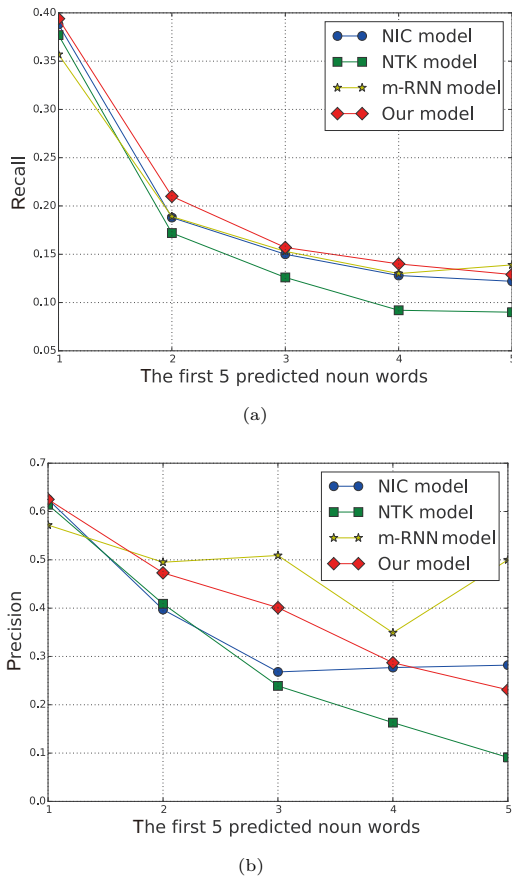 0.40
0.35
0.30
0.25
0.20
0.15
0.10
0.05
Recall
NIC model
NTK model
m-RNN model
Our model
1 2 3 4 5
The first 5 predicted noun words
(a)
0.7
0.6
0.5
0.4
0.3
0.2
0.1
0.0
Precision
NIC model
NTK model
m-RNN model
Our model
1 2 3 4 5
The first 5 predicted noun words
(b)